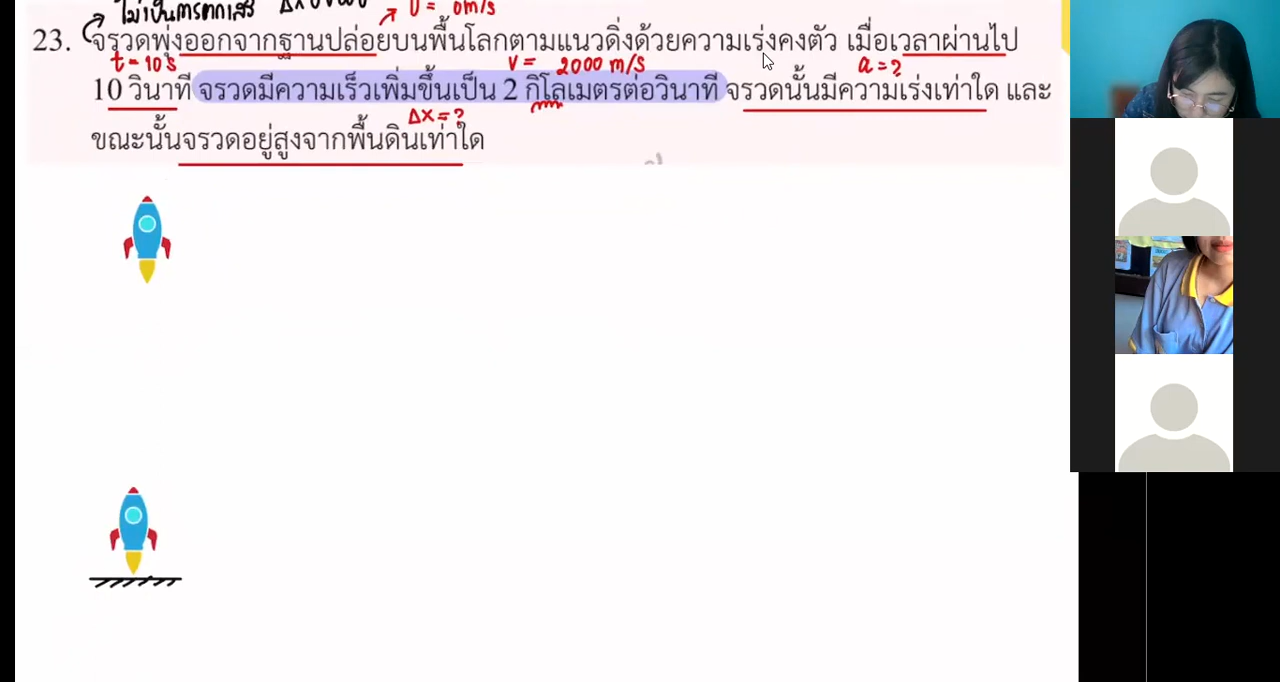 ไม่เป็นการตกเสรี
u = 0m/s
23. จรวดพุ่งออกจากฐานปล่อยบนพื้นโลกตามแนวดิ่งด้วยความเร่งคงตัว เมื่อเวลาผ่านไป
t = 10 s v = 2000 m/s a = ?
10 วินาที จรวดมีความเร็วเพิ่มขึ้นเป็น 2 กิโลเมตรต่อวินาที จรวดนั้นมีความเร่งเท่าใด และ
Δx = ?
ขณะนั้นจรวดอยู่สูงจากพื้นดินเท่าใด